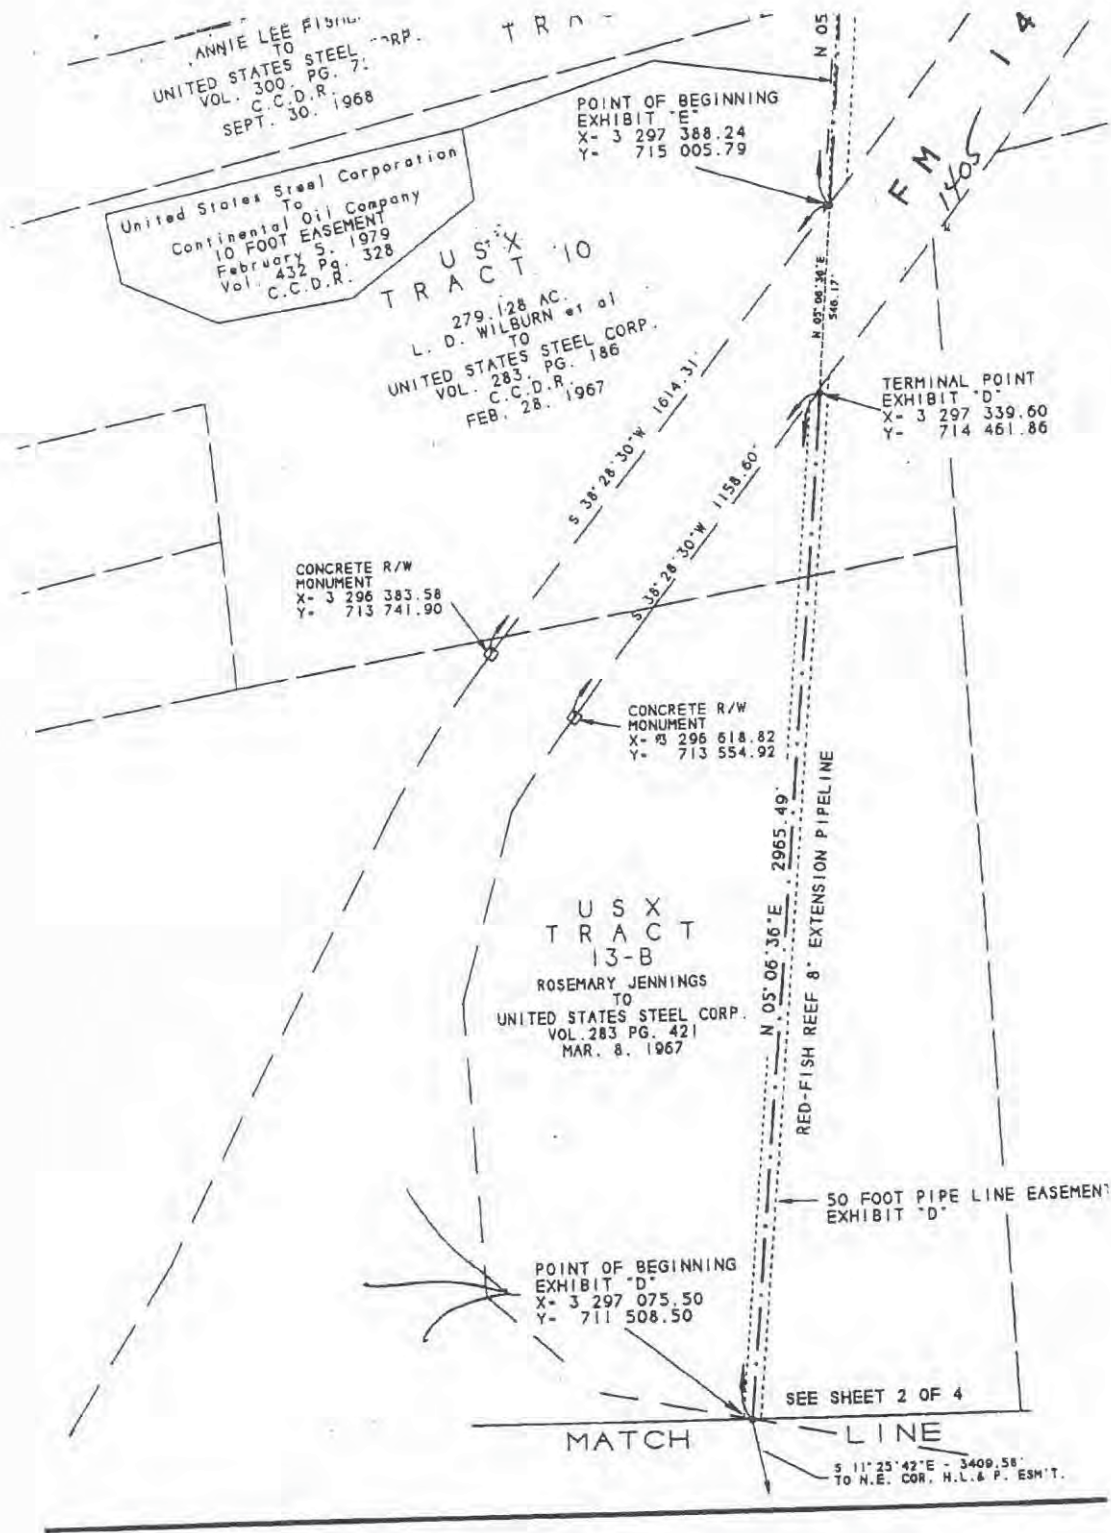 ANNIE LEE
TO
UNITED STATES STEEL
VOL. 300, PG.
C.C.D.R.
SEPT. 30, 1968
N 05
POINT OF BEGINNING
EXHIBIT "E"
X- 3 297 388.24
Y- 715 005.79
F M 14
1405
United States Steel Corporation
To
Continental Oil Company
10 FOOT EASEMENT
February 5, 1979
Vol. 432 Pg. 328
C.C.D.R.
U S X
TRACT 10
279.128 AC.
L. D. WILBURN et al
TO
UNITED STATES STEEL CORP.
VOL. 283, PG. 186
C.C.D.R.
FEB. 28, 1967
N 05°06'36"E
546.17'
TERMINAL POINT
EXHIBIT "D"
X- 3 297 339.60
Y- 714 461.86
S 38°28'30"W 1614.31'
S 38°28'30"W 1158.60'
CONCRETE R/W
MONUMENT
X- 3 296 383.58
Y- 713 741.90
CONCRETE R/W
MONUMENT
X- 3 296 618.82
Y- 713 554.92
N 05°06'36"E 2965.49'
RED-FISH REEF 8" EXTENSION PIPELINE
U S X
TRACT
13-B
ROSEMARY JENNINGS
TO
UNITED STATES STEEL CORP.
VOL.283 PG. 421
MAR. 8, 1967
50 FOOT PIPE LINE EASEMENT
EXHIBIT "D"
POINT OF BEGINNING
EXHIBIT "D"
X- 3 297 075.50
Y- 711 508.50
SEE SHEET 2 OF 4
MATCH LINE
S 11°25'42"E - 3409.58'
TO N.E. COR. H.L.& P. ESM'T.